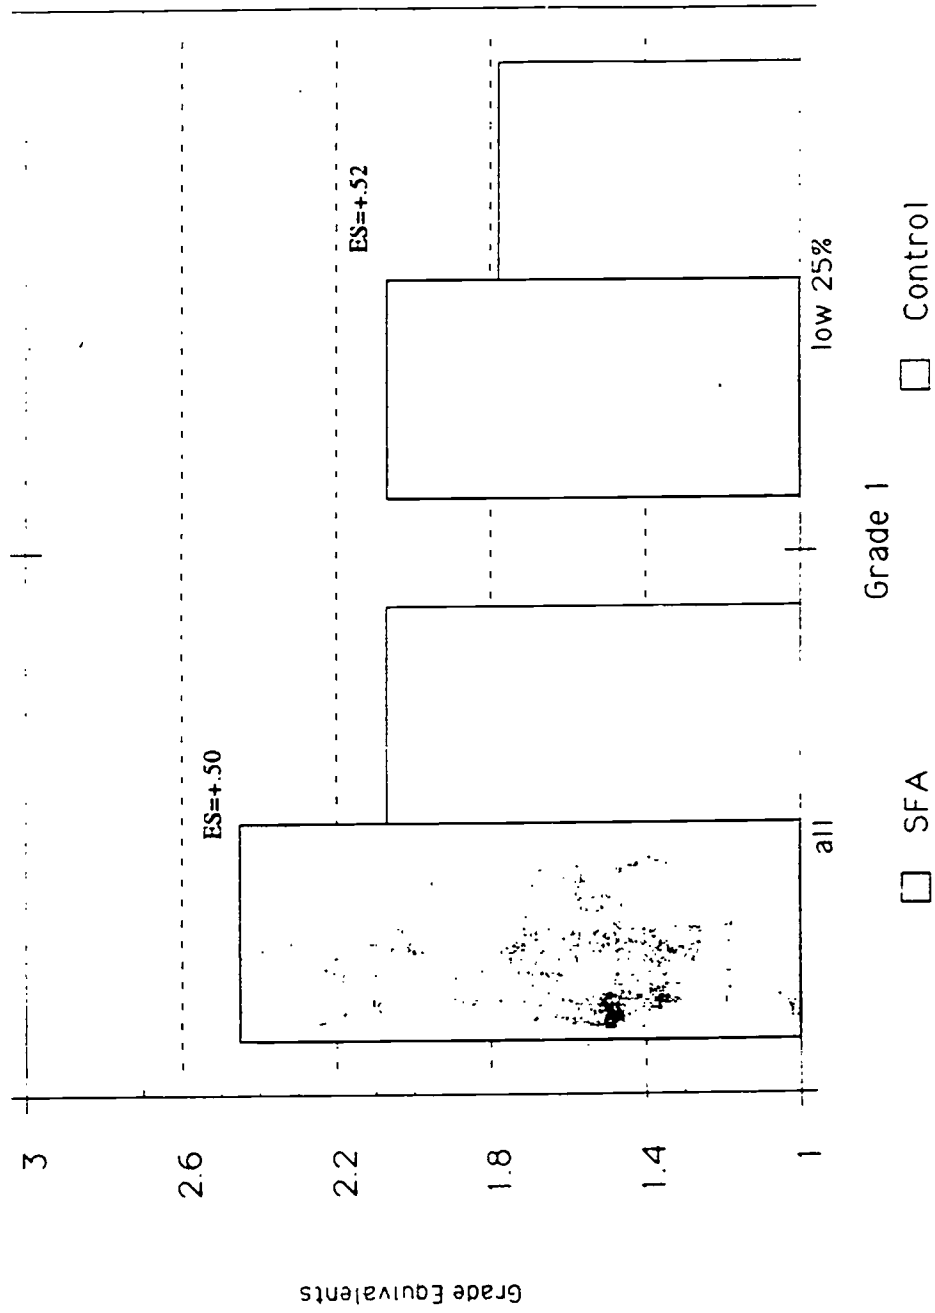 Grade Equivalents
3
2.6
2.2
1.8
1.4
1
ES=+.50
ES=+.52
all
low 25%
Grade 1
SFA
Control